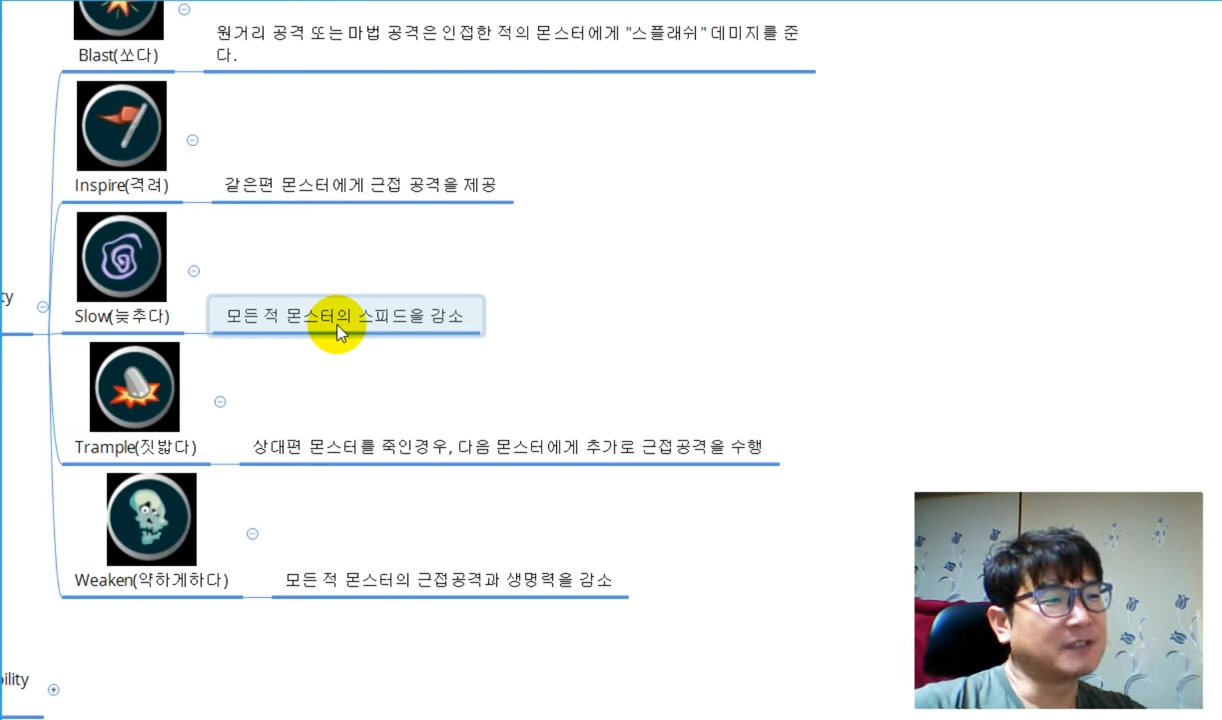 Blast(쏘다)
원거리 공격 또는 마법 공격은 인접한 적의 몬스터에게 "스플래쉬" 데미지를 준
다.
Inspire(격려)
같은편 몬스터에게 근접 공격을 제공
ty
Slow(늦추다)
모든 적 몬스터의 스피드을 감소
Trample(짓밟다)
상대편 몬스터를 죽인경우, 다음 몬스터에게 추가로 근접공격을 수행
Weaken(약하게하다)
모든 적 몬스터의 근접공격과 생명력을 감소
bility